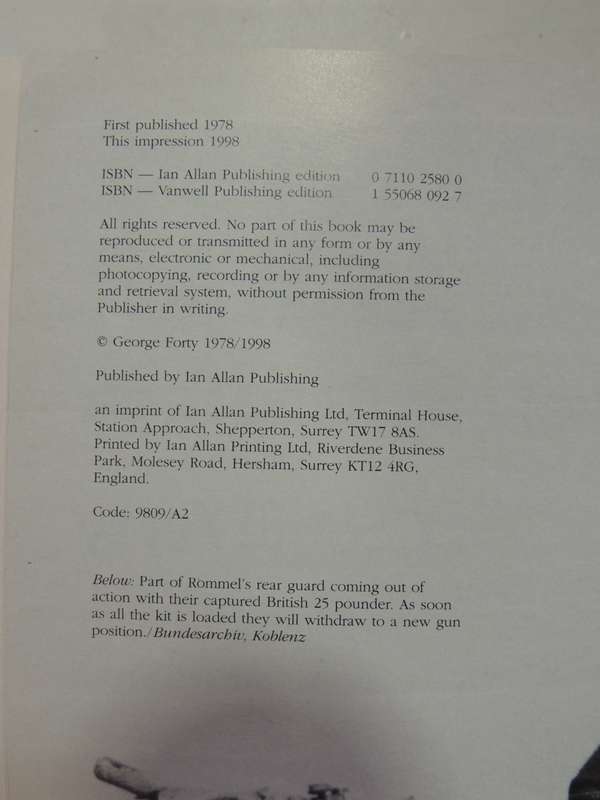 First published 1978
This impression 1998
ISBN — Ian Allan Publishing edition 0 7110 2580 0
ISBN — Vanwell Publishing edition 1 55068 092 7
All rights reserved. No part of this book may be
reproduced or transmitted in any form or by any
means, electronic or mechanical, including
photocopying, recording or by any information storage
and retrieval system, without permission from the
Publisher in writing.
© George Forty 1978/1998
Published by Ian Allan Publishing
an imprint of Ian Allan Publishing Ltd, Terminal House,
Station Approach, Shepperton, Surrey TW17 8AS.
Printed by Ian Allan Printing Ltd, Riverdene Business
Park, Molesey Road, Hersham, Surrey KT12 4RG,
England.
Code: 9809/A2
Below: Part of Rommel's rear guard coming out of
action with their captured British 25 pounder. As soon
as all the kit is loaded they will withdraw to a new gun
position./Bundesarchiv, Koblenz